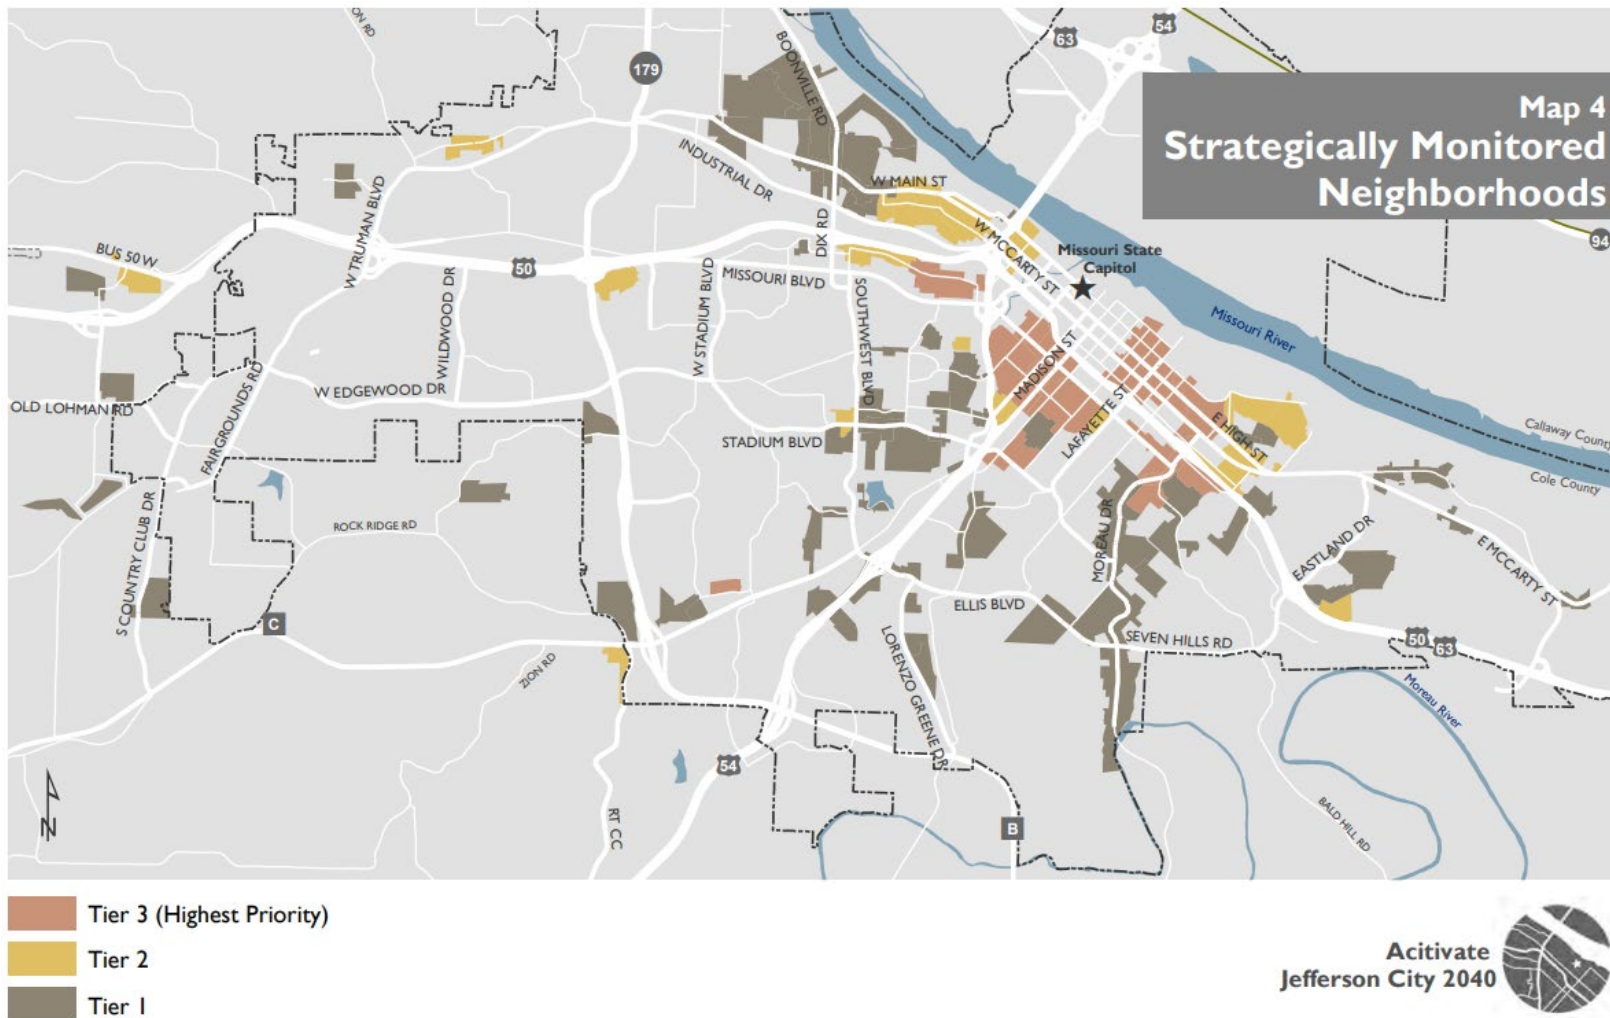 Map 4
Strategically Monitored
Neighborhoods
63
54
179
94
BOONVILLE RD
INDUSTRIAL DR
W MAIN ST
W MCCARTY ST
Missouri State
Capitol
DIX RD
W TRUMAN BLVD
BUS 50 W
50
MISSOURI BLVD
W STADIUM BLVD
WILDWOOD DR
SOUTHWEST BLVD
Missouri River
MADISON ST
LAFAYETTE ST
E HIGH ST
W EDGEWOOD DR
OLD LOHMAN RD
FAIRGROUNDS RD
STADIUM BLVD
Callaway County
Cole County
ROCK RIDGE RD
S COUNTRY CLUB DR
MOREAU DR
EASTLAND DR
E MCCARTY ST
ELLIS BLVD
SEVEN HILLS RD
C
50
63
ZION RD
LORENZO GREENE DR
Moreau River
54
RT CC
B
BALD HILL RD
N
Tier 3 (Highest Priority)
Tier 2
Tier 1
Acitivate
Jefferson City 2040